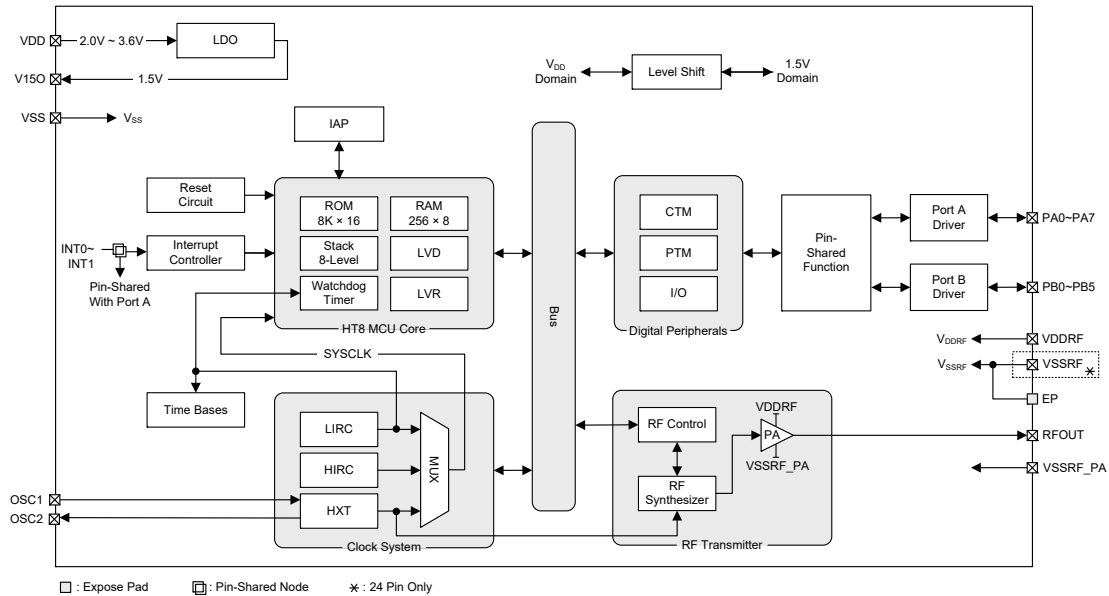 VDD
2.0V ~ 3.6V
LDO
V15O
1.5V
VSS
VSS
VDD
Domain
Level Shift
1.5V
Domain
IAP
Reset
Circuit
INT0~
INT1
Interrupt
Controller
Pin-Shared
With Port A
ROM
8K × 16
RAM
256 × 8
Stack
8-Level
LVD
Watchdog
Timer
LVR
HT8 MCU Core
SYSCLK
Time Bases
LIRC
HIRC
HXT
MUX
Clock System
OSC1
OSC2
Bus
CTM
PTM
I/O
Digital Peripherals
Pin-
Shared
Function
Port A
Driver
PA0~PA7
Port B
Driver
PB0~PB5
VDDRF
VDDRF
VSSRF
VSSRF
EP
RF Control
RF
Synthesizer
VDDRF
PA
VSSRF_PA
RF Transmitter
RFOUT
VSSRF_PA
: Expose Pad
: Pin-Shared Node
: 24 Pin Only